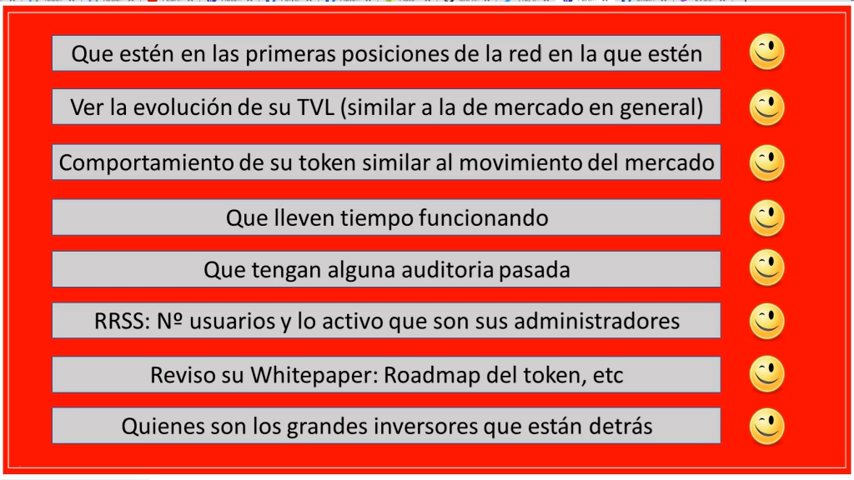 Que estén en las primeras posiciones de la red en la que estén
Ver la evolución de su TVL (similar a la de mercado en general)
Comportamiento de su token similar al movimiento del mercado
Que lleven tiempo funcionando
Que tengan alguna auditoria pasada
RRSS: Nº usuarios y lo activo que son sus administradores
Reviso su Whitepaper: Roadmap del token, etc
Quienes son los grandes inversores que están detrás